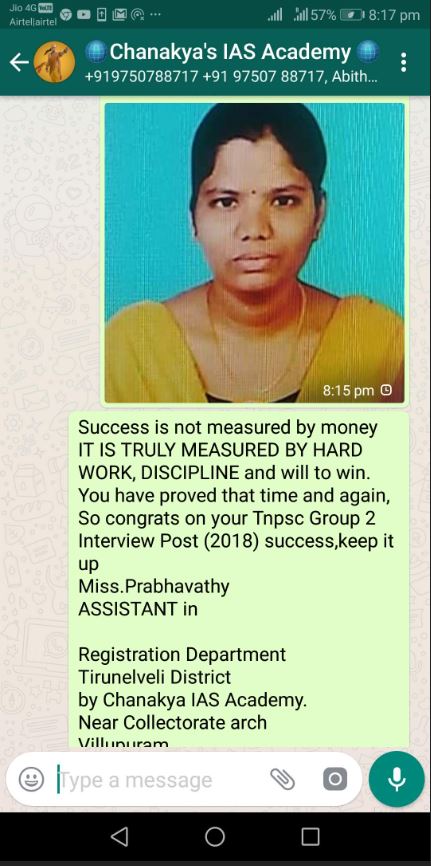 Jio 4G VoLTE
Airtel|airtel
57% 8:17 pm
Chanakya's IAS Academy
+919750788717 +91 97507 88717, Abith...
8:15 pm
Success is not measured by money
IT IS TRULY MEASURED BY HARD
WORK, DISCIPLINE and will to win.
You have proved that time and again,
So congrats on your Tnpsc Group 2
Interview Post (2018) success,keep it
up
Miss.Prabhavathy
ASSISTANT in
Registration Department
Tirunelveli District
by Chanakya IAS Academy.
Near Collectorate arch
Villupuram
Type a message